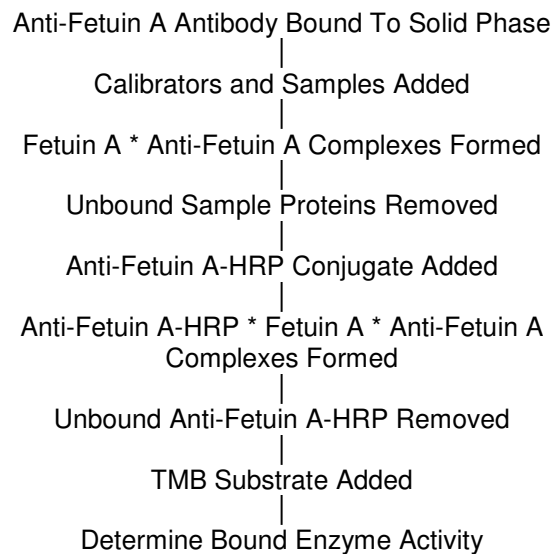 Anti-Fetuin A Antibody Bound To Solid Phase
Calibrators and Samples Added
Fetuin A * Anti-Fetuin A Complexes Formed
Unbound Sample Proteins Removed
Anti-Fetuin A-HRP Conjugate Added
Anti-Fetuin A-HRP * Fetuin A * Anti-Fetuin A
Complexes Formed
Unbound Anti-Fetuin A-HRP Removed
TMB Substrate Added
Determine Bound Enzyme Activity